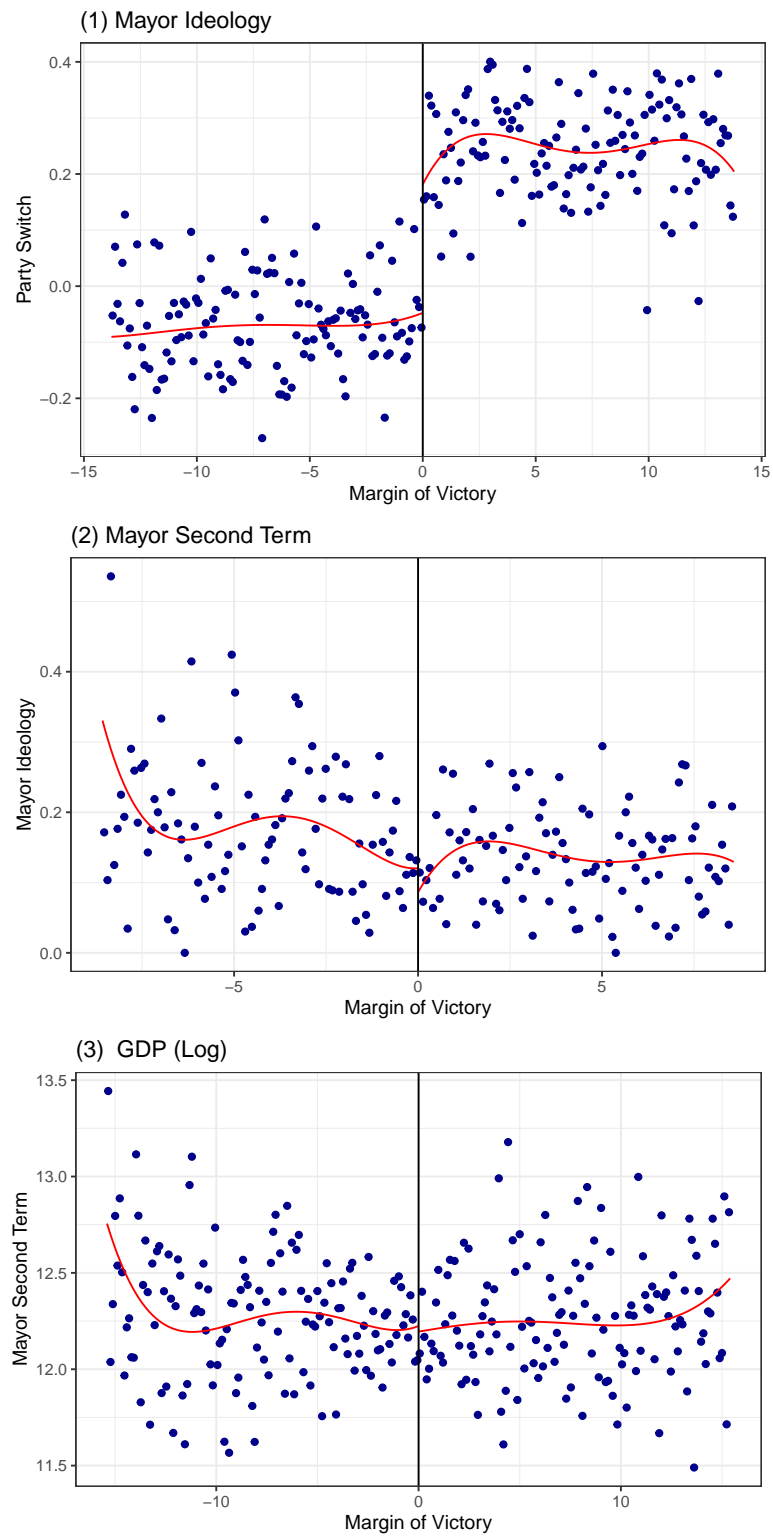 (1) Mayor Ideology
0.4
0.2
0.0
−0.2
Party Switch
−15 −10 −5 0 5 10 15
Margin of Victory
(2) Mayor Second Term
0.4
0.2
0.0
Mayor Ideology
−5 0 5
Margin of Victory
(3) GDP (Log)
13.5
13.0
12.5
12.0
11.5
Mayor Second Term
−10 0 10
Margin of Victory